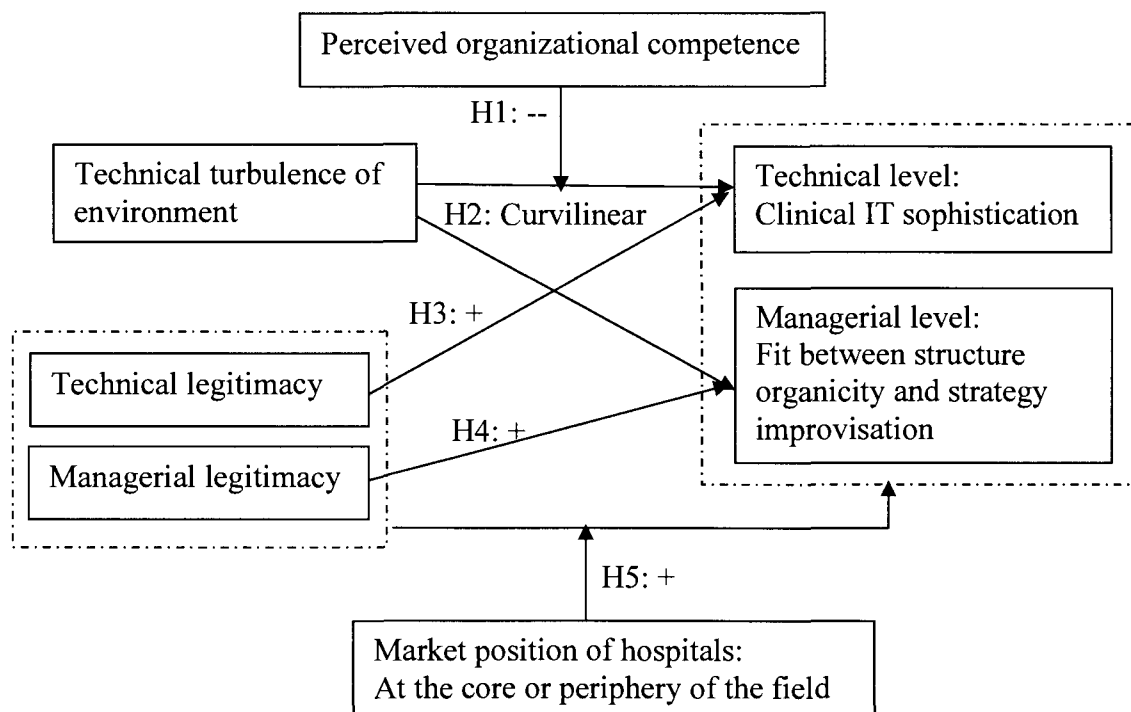 Perceived organizational competence
H1: --
Technical turbulence of
environment
H2: Curvilinear
Technical level:
Clinical IT sophistication
H3: +
Managerial level:
Fit between structure
organicity and strategy
improvisation
Technical legitimacy
H4: +
Managerial legitimacy
H5: +
Market position of hospitals:
At the core or periphery of the field